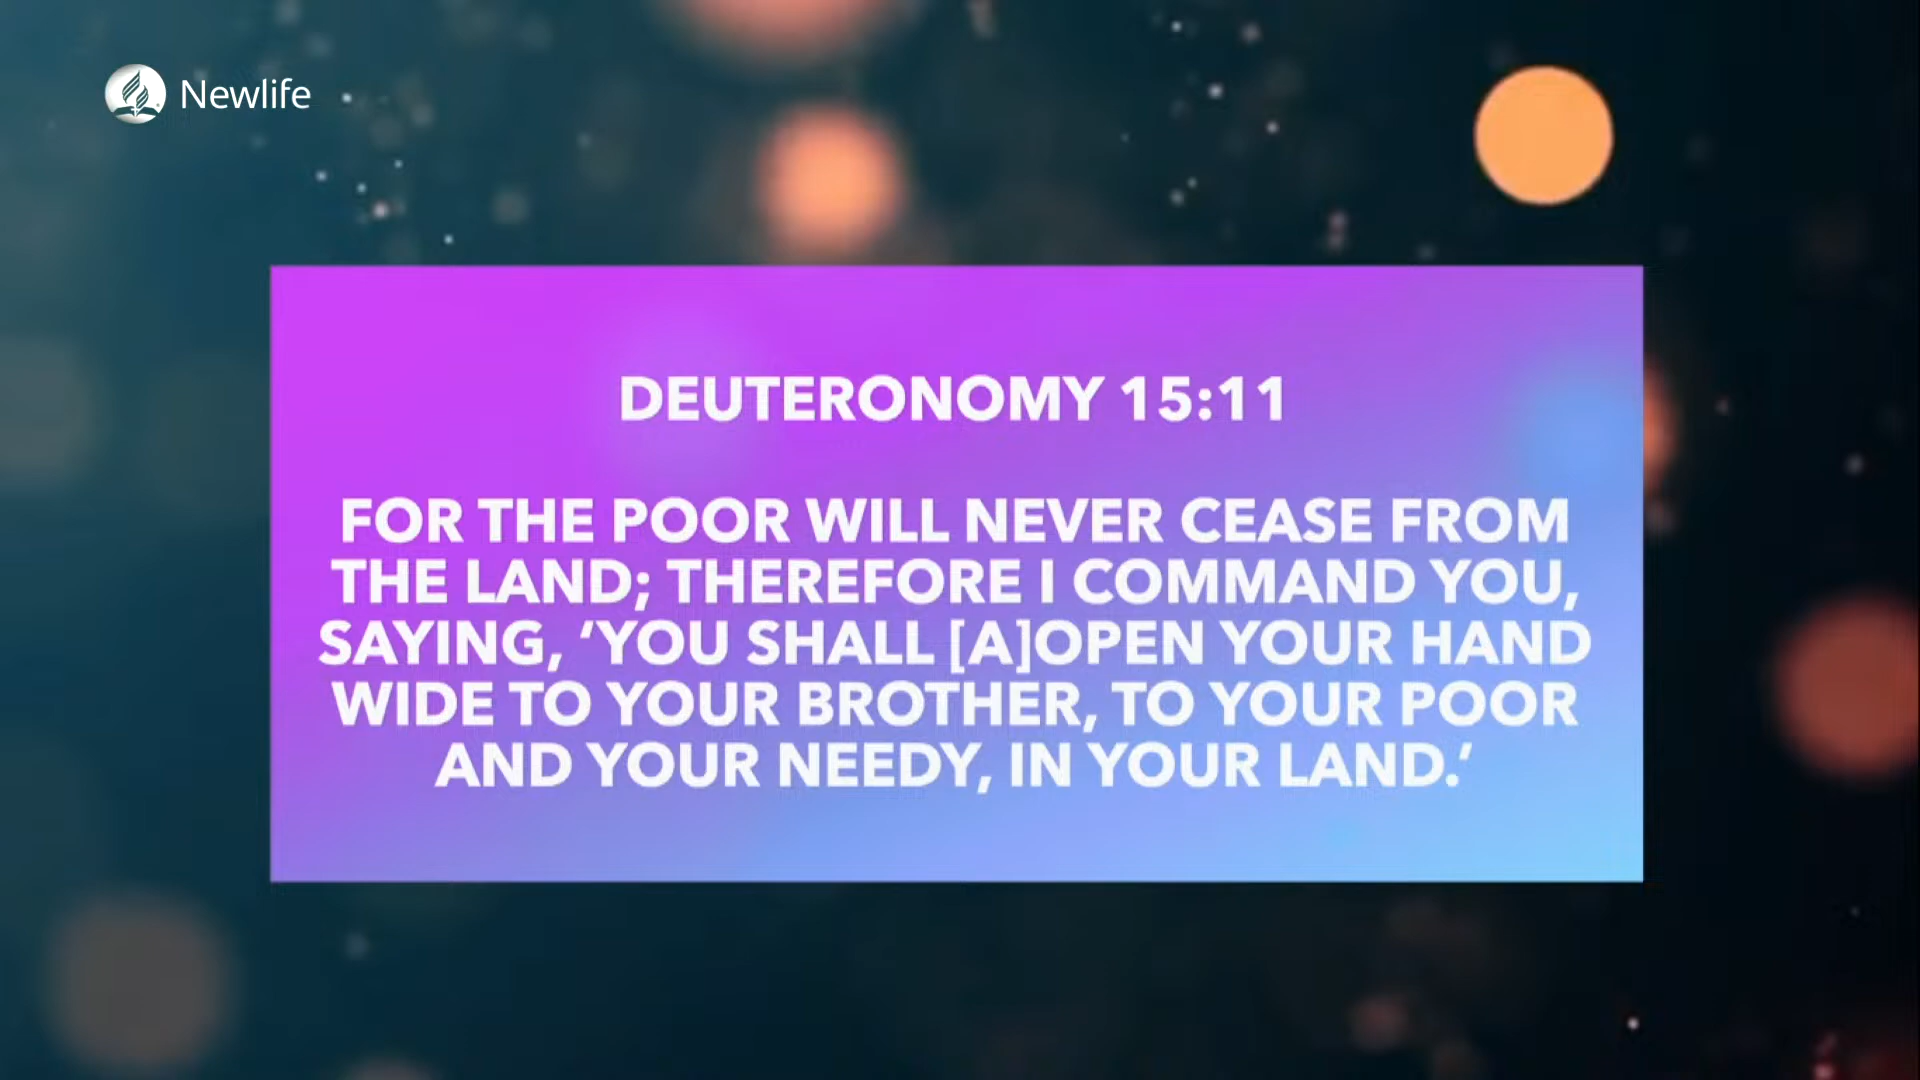 Newlife
DEUTERONOMY 15:11
FOR THE POOR WILL NEVER CEASE FROM
THE LAND; THEREFORE I COMMAND YOU,
SAYING, ‘YOU SHALL [A]OPEN YOUR HAND
WIDE TO YOUR BROTHER, TO YOUR POOR
AND YOUR NEEDY, IN YOUR LAND.’